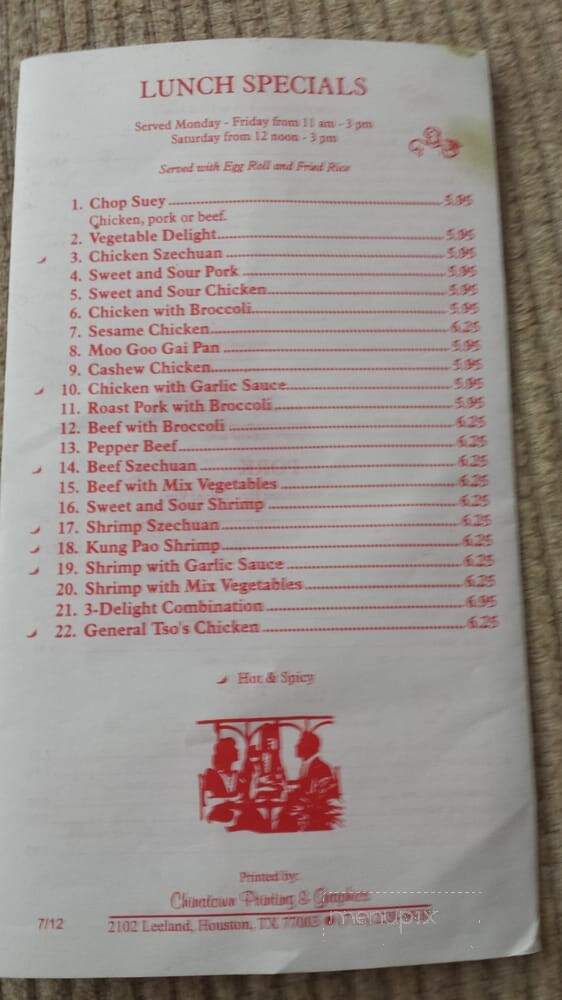 LUNCH SPECIALS
Served Monday - Friday from 11 am - 3 pm
Saturday from 12 noon - 3 pm
Served with Egg Roll and Fried Rice
1. Chop Suey 5.95
Chicken, pork or beef.
2. Vegetable Delight 5.95
3. Chicken Szechuan 5.95
4. Sweet and Sour Pork 5.95
5. Sweet and Sour Chicken 5.95
6. Chicken with Broccoli 5.95
7. Sesame Chicken 6.25
8. Moo Goo Gai Pan 5.95
9. Cashew Chicken 5.95
10. Chicken with Garlic Sauce 5.95
11. Roast Pork with Broccoli 5.95
12. Beef with Broccoli 6.25
13. Pepper Beef 6.25
14. Beef Szechuan 6.25
15. Beef with Mix Vegetables 6.25
16. Sweet and Sour Shrimp 6.25
17. Shrimp Szechuan 6.25
18. Kung Pao Shrimp 6.25
19. Shrimp with Garlic Sauce 6.25
20. Shrimp with Mix Vegetables 6.25
21. 3-Delight Combination 6.95
22. General Tso's Chicken 6.25
Hot & Spicy
Printed by:
Chinatown Printing & Graphics
7/12 2102 Leeland, Houston, TX 77003
menupix